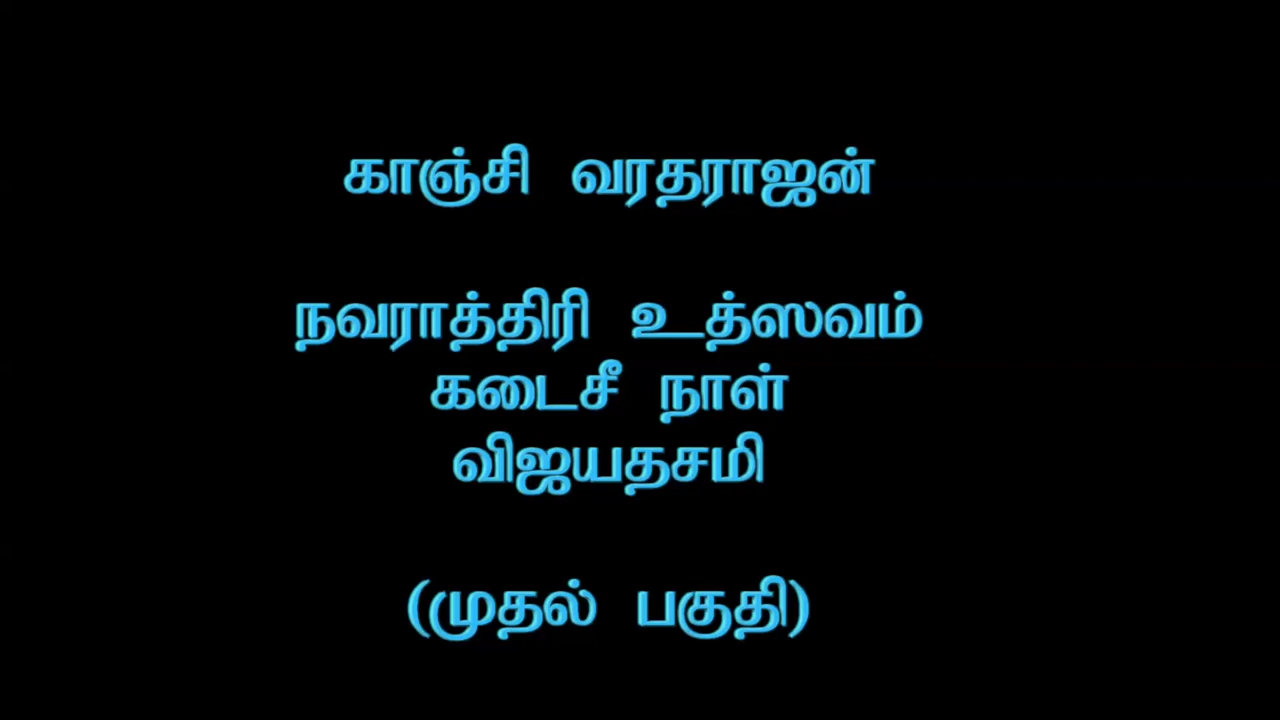 காஞ்சி வரதராஜன்
நவராத்திரி உத்ஸவம்
கடைசீ நாள்
விஜயதசமி
(முதல் பகுதி)